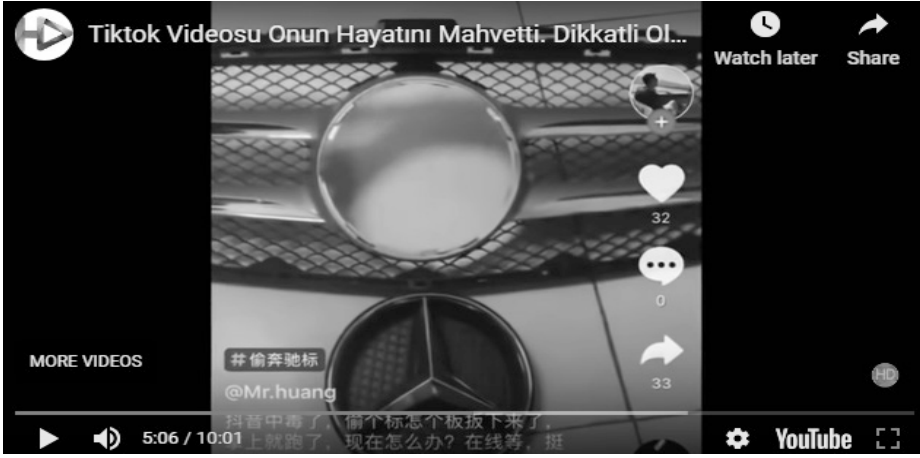 Tiktok Videosu Onun Hayatını Mahvetti. Dikkatli Ol...
Watch later
Share
32
0
33
MORE VIDEOS
#偷奔驰标
@Mr.huang
HD
抖音中毒了，偷个标怎个板扳下来了，
上就跑了，现在怎么办？在线等，挺
5:06 / 10:01
YouTube